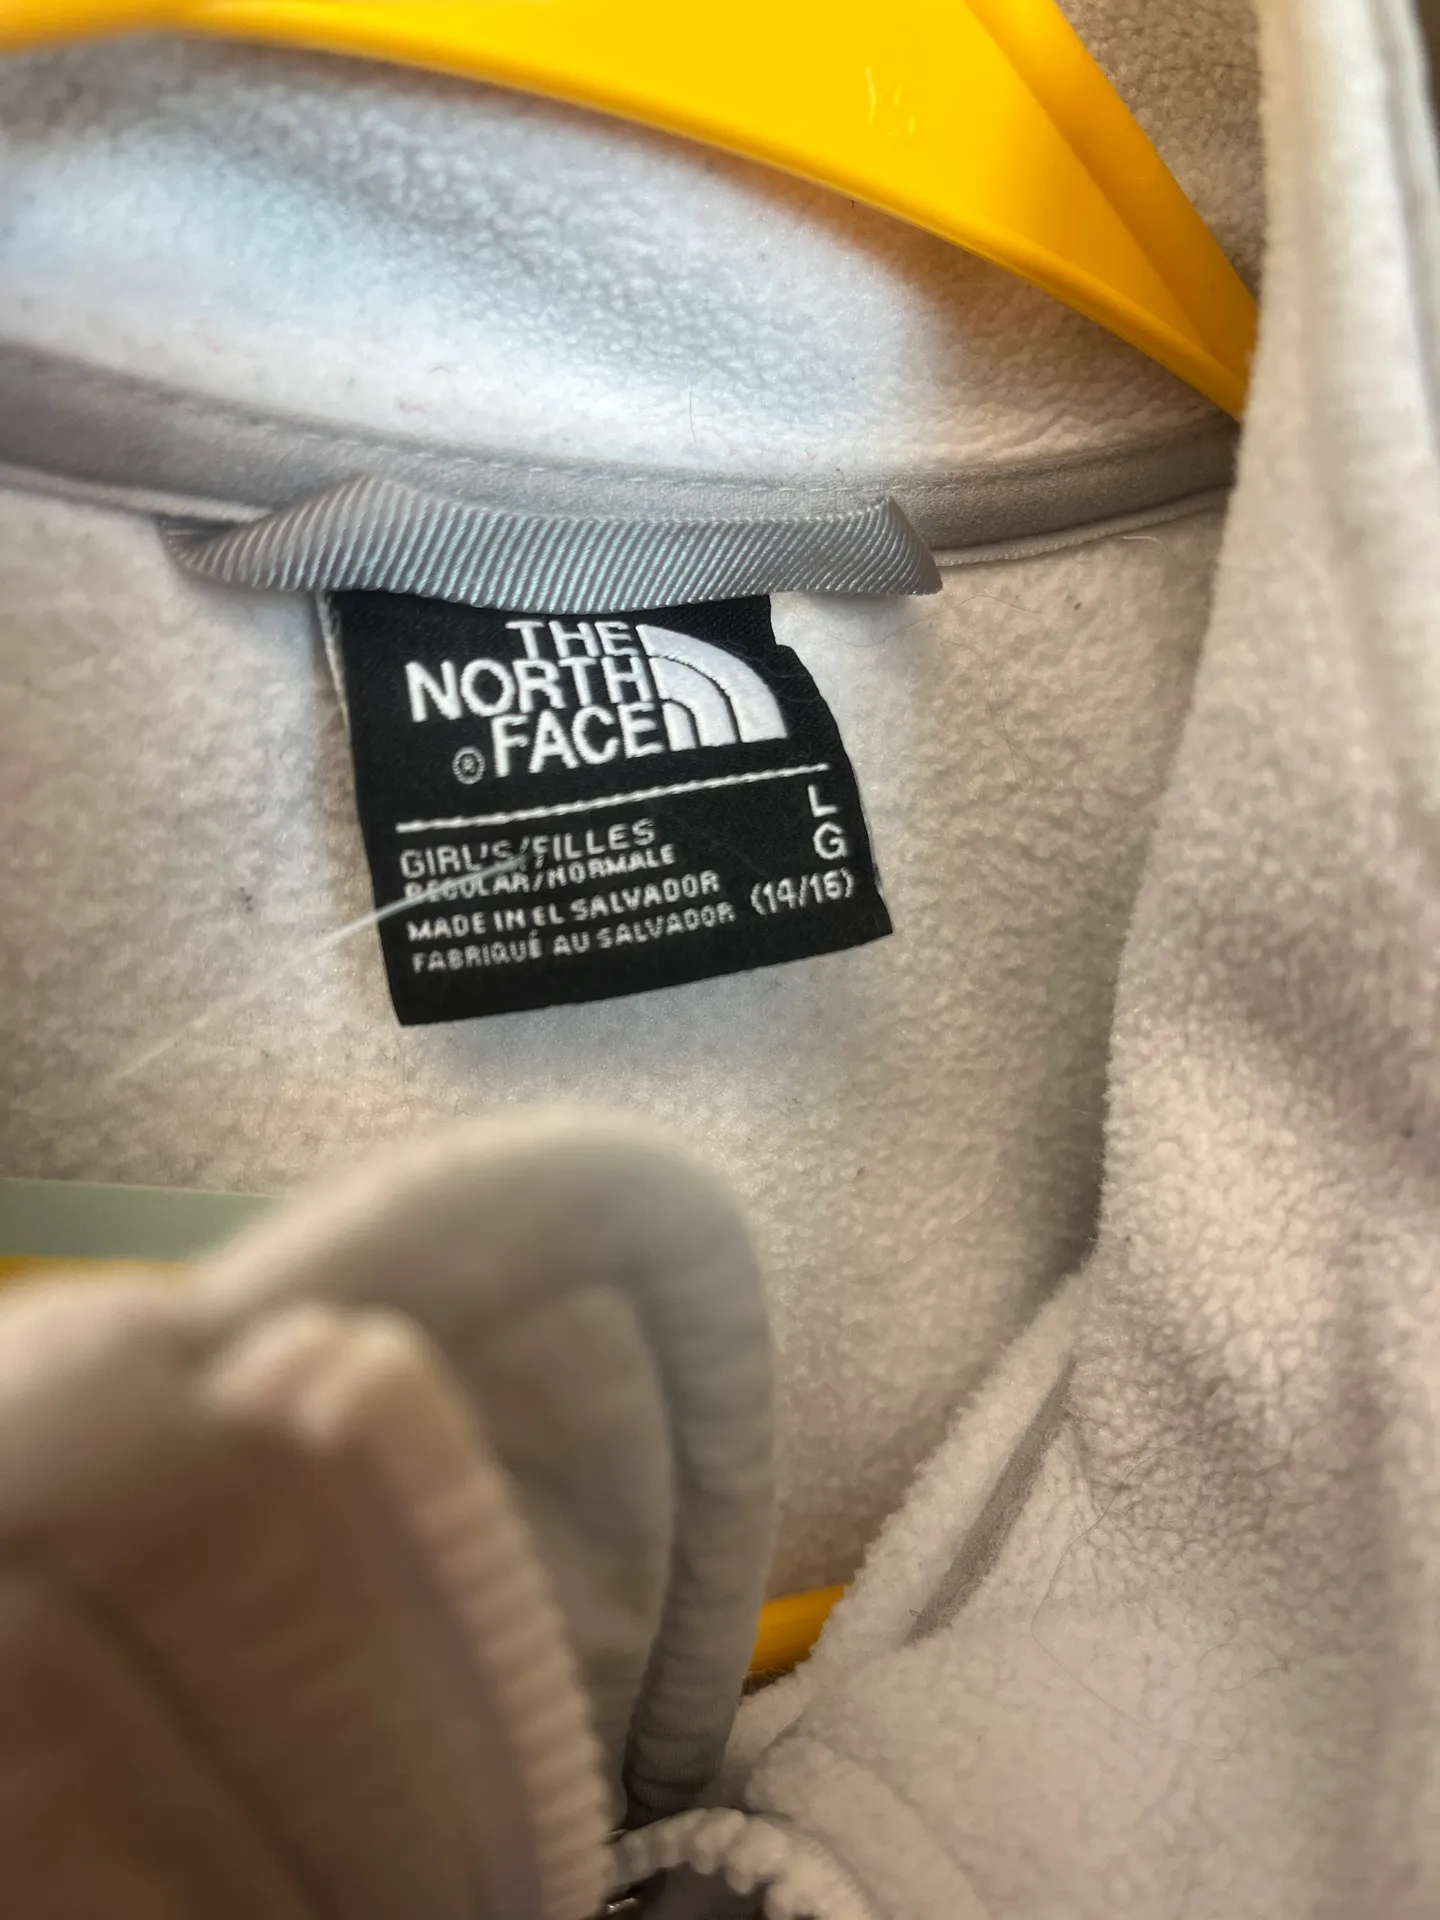 THE
NORTH
FACE
®
L
G
GIRL'S/FILLES
REGULAR/NORMALE
MADE IN EL SALVADOR (14/16)
FABRIQUÉ AU SALVADOR